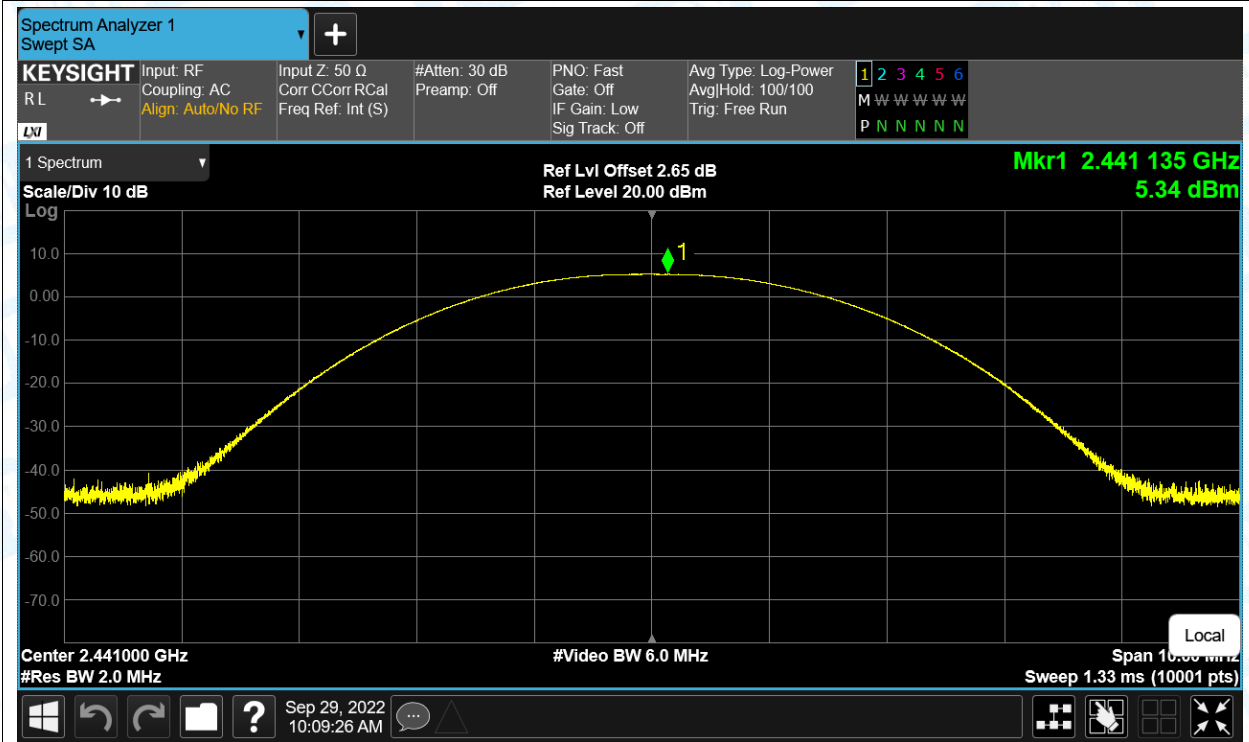 Spectrum Analyzer 1
Swept SA
KEYSIGHT
R L
LXI
Input: RF
Coupling: AC
Align: Auto/No RF
Input Z: 50 Ω
Corr CCorr RCal
Freq Ref: Int (S)
#Atten: 30 dB
Preamp: Off
PNO: Fast
Gate: Off
IF Gain: Low
Sig Track: Off
Avg Type: Log-Power
Avg|Hold: 100/100
Trig: Free Run
1 2 3 4 5 6
M W W W W W
P N N N N N
1 Spectrum
Scale/Div 10 dB
Log
Ref Lvl Offset 2.65 dB
Ref Level 20.00 dBm
Mkr1 2.441 135 GHz
5.34 dBm
1
10.0
0.00
-10.0
-20.0
-30.0
-40.0
-50.0
-60.0
-70.0
Local
Center 2.441000 GHz
#Video BW 6.0 MHz
Span 10.00 MHz
#Res BW 2.0 MHz
Sweep 1.33 ms (10001 pts)
?
Sep 29, 2022
10:09:26 AM